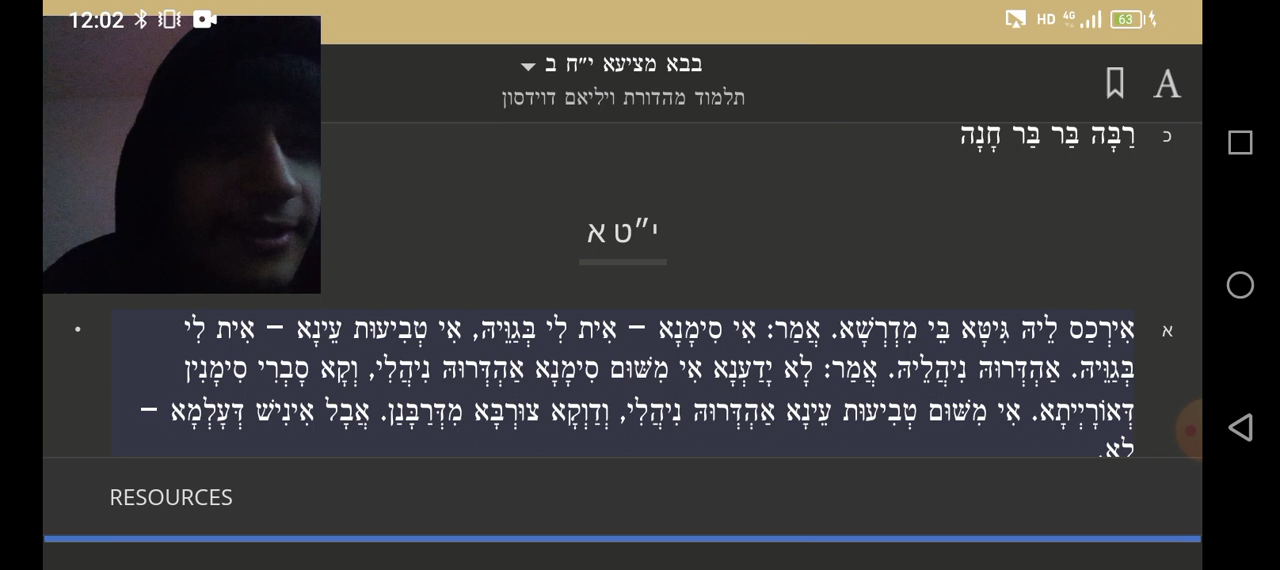 12:02
HD 4G 63
בבא מציעא י״ח ב
תלמוד מהדורת ויליאם דוידסון
A
כ רַבָּה בַּר בַּר חָנָה
י״ט א
א אִירְכַס לֵיהּ גִּיטָּא בֵּי מִדְרְשָׁא. אֲמַר: אִי סִימָנָא – אִית לִי בְּגַוֵּיהּ, אִי טְבִיעוּת עֵינָא – אִית לִי
בְּגַוֵּיהּ. אַהְדְּרוּהּ נִיהֲלֵיהּ. אֲמַר: לָא יָדַעְנָא אִי מִשּׁוּם סִימָנָא אַהְדְּרוּהּ נִיהֲלִי, וְקָא סָבְרִי סִימָנִין
דְּאוֹרָיְיתָא. אִי מִשּׁוּם טְבִיעוּת עֵינָא אַהְדְּרוּהּ נִיהֲלִי, וְדַוְקָא צוּרְבָּא מִדְּרַבָּנַן. אֲבָל אִינִישׁ דְּעָלְמָא –
לָא.
RESOURCES